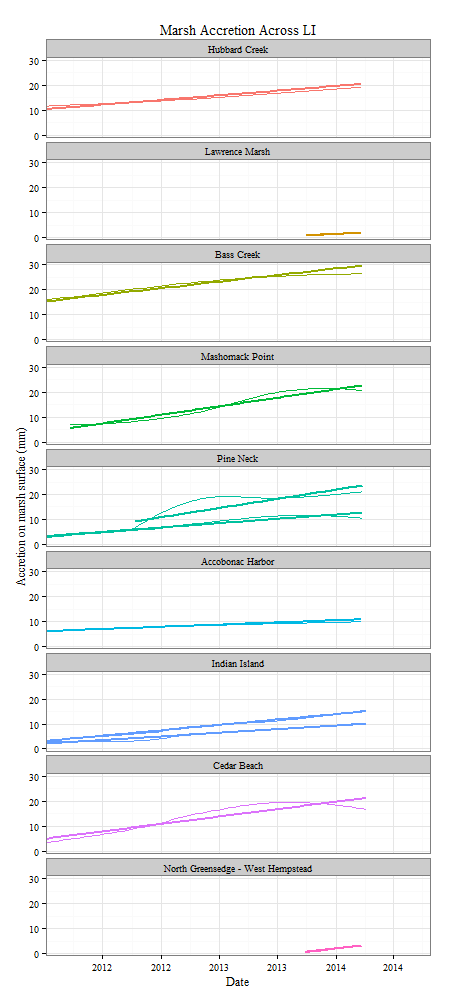 Marsh Accretion Across LI
Hubbard Creek
30
20
10
0
Lawrence Marsh
30
20
10
0
Bass Creek
30
20
10
0
Mashomack Point
30
20
10
0
Pine Neck
30
20
10
0
Accobonac Harbor
30
20
10
0
Indian Island
30
20
10
0
Cedar Beach
30
20
10
0
North Greensedge - West Hempstead
30
20
10
0
Accretion on marsh surface (mm)
2012 2012 2013 2013 2014 2014
Date